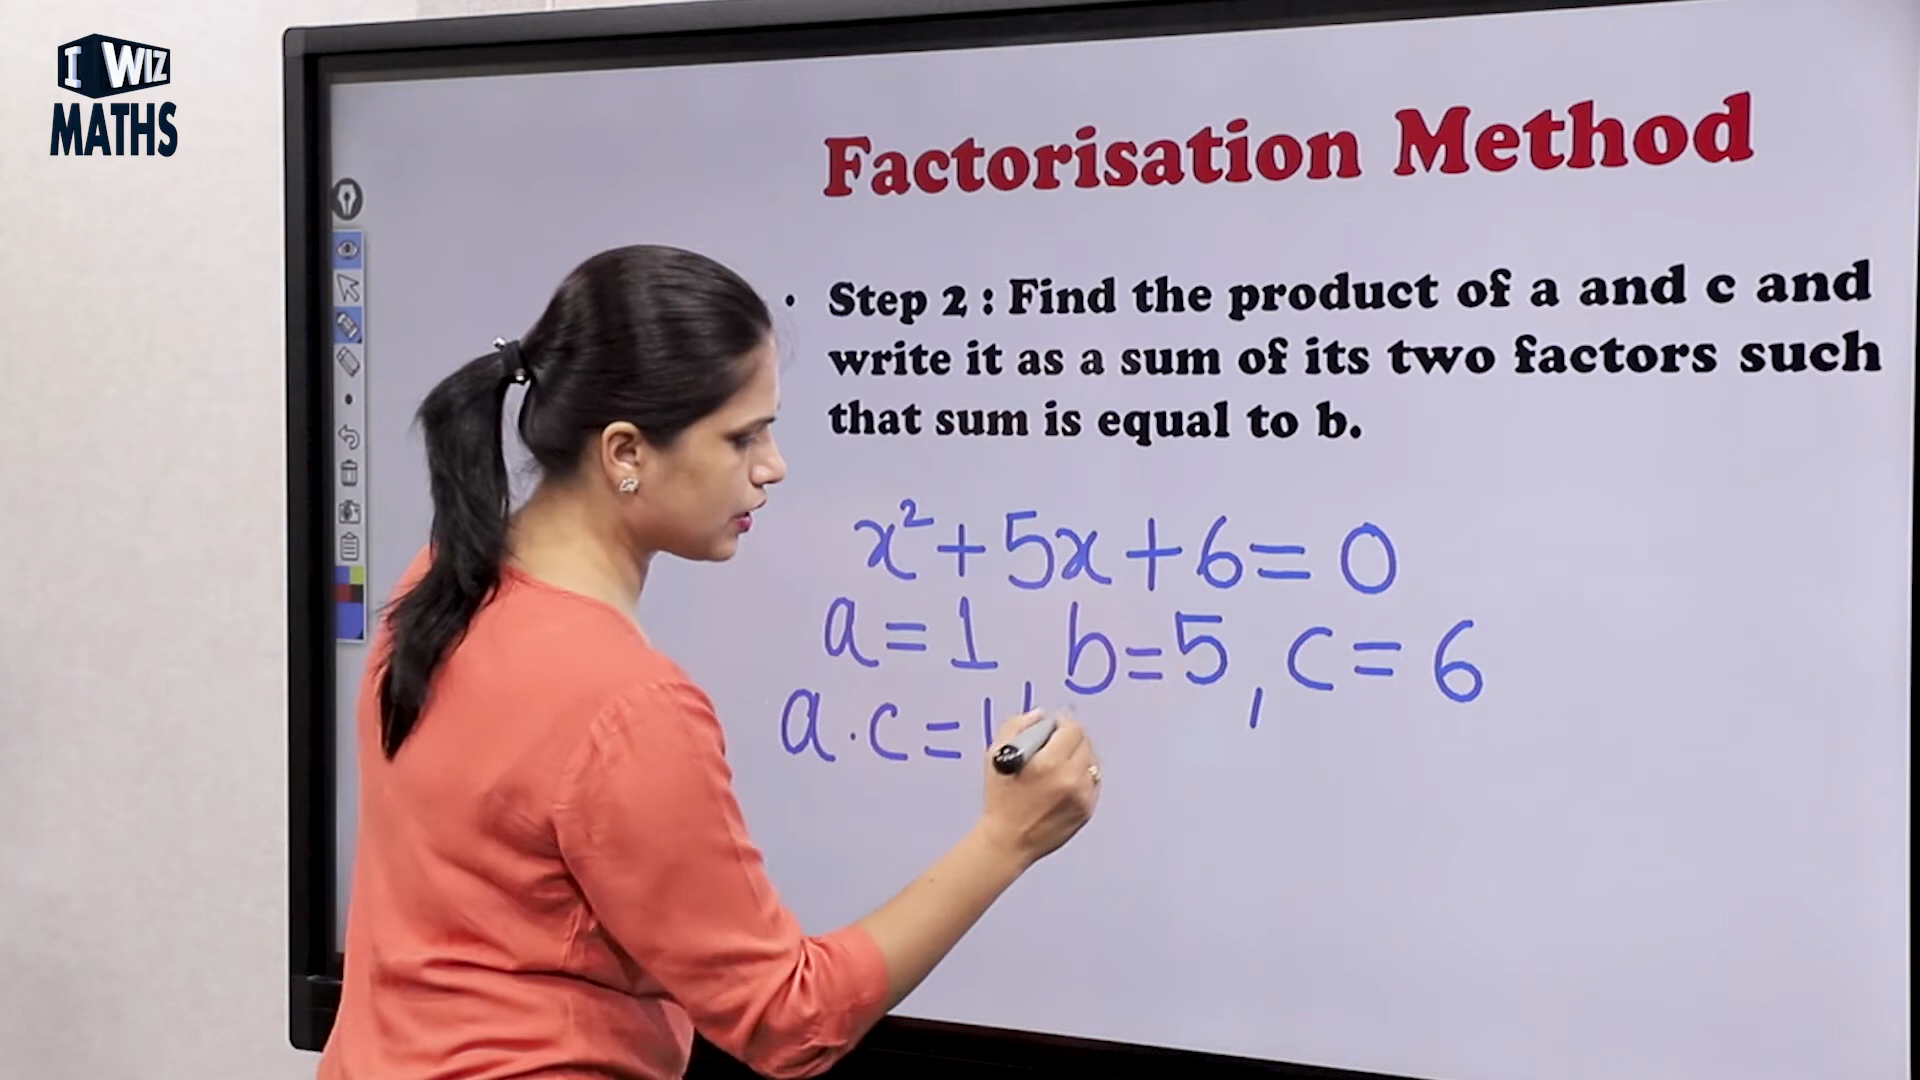 I WIZ
MATHS
Factorisation Method
• Step 2 : Find the product of a and c and
write it as a sum of its two factors such
that sum is equal to b.
x² + 5x + 6 = 0
a = 1, b = 5, c = 6
a . c = 1